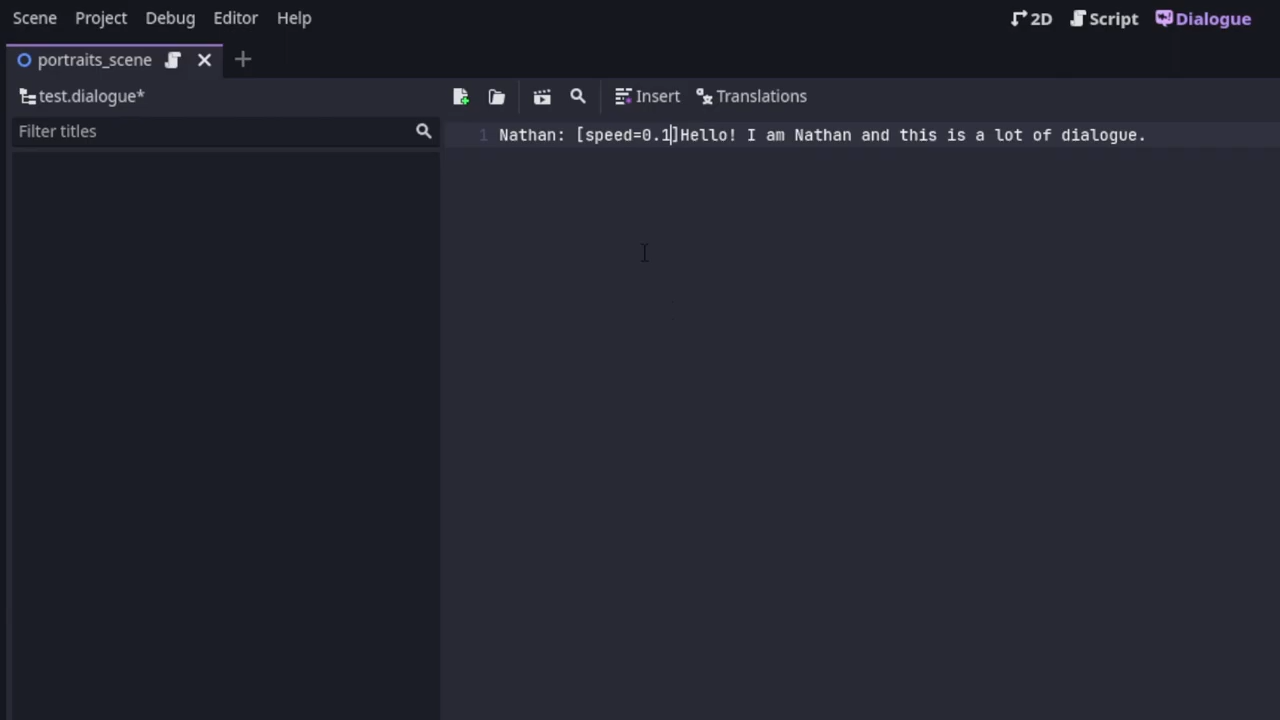 Scene Project Debug Editor Help 2D Script Dialogue
portraits_scene
test.dialogue* Insert Translations
Filter titles
1 Nathan: [speed=0.1]Hello! I am Nathan and this is a lot of dialogue.